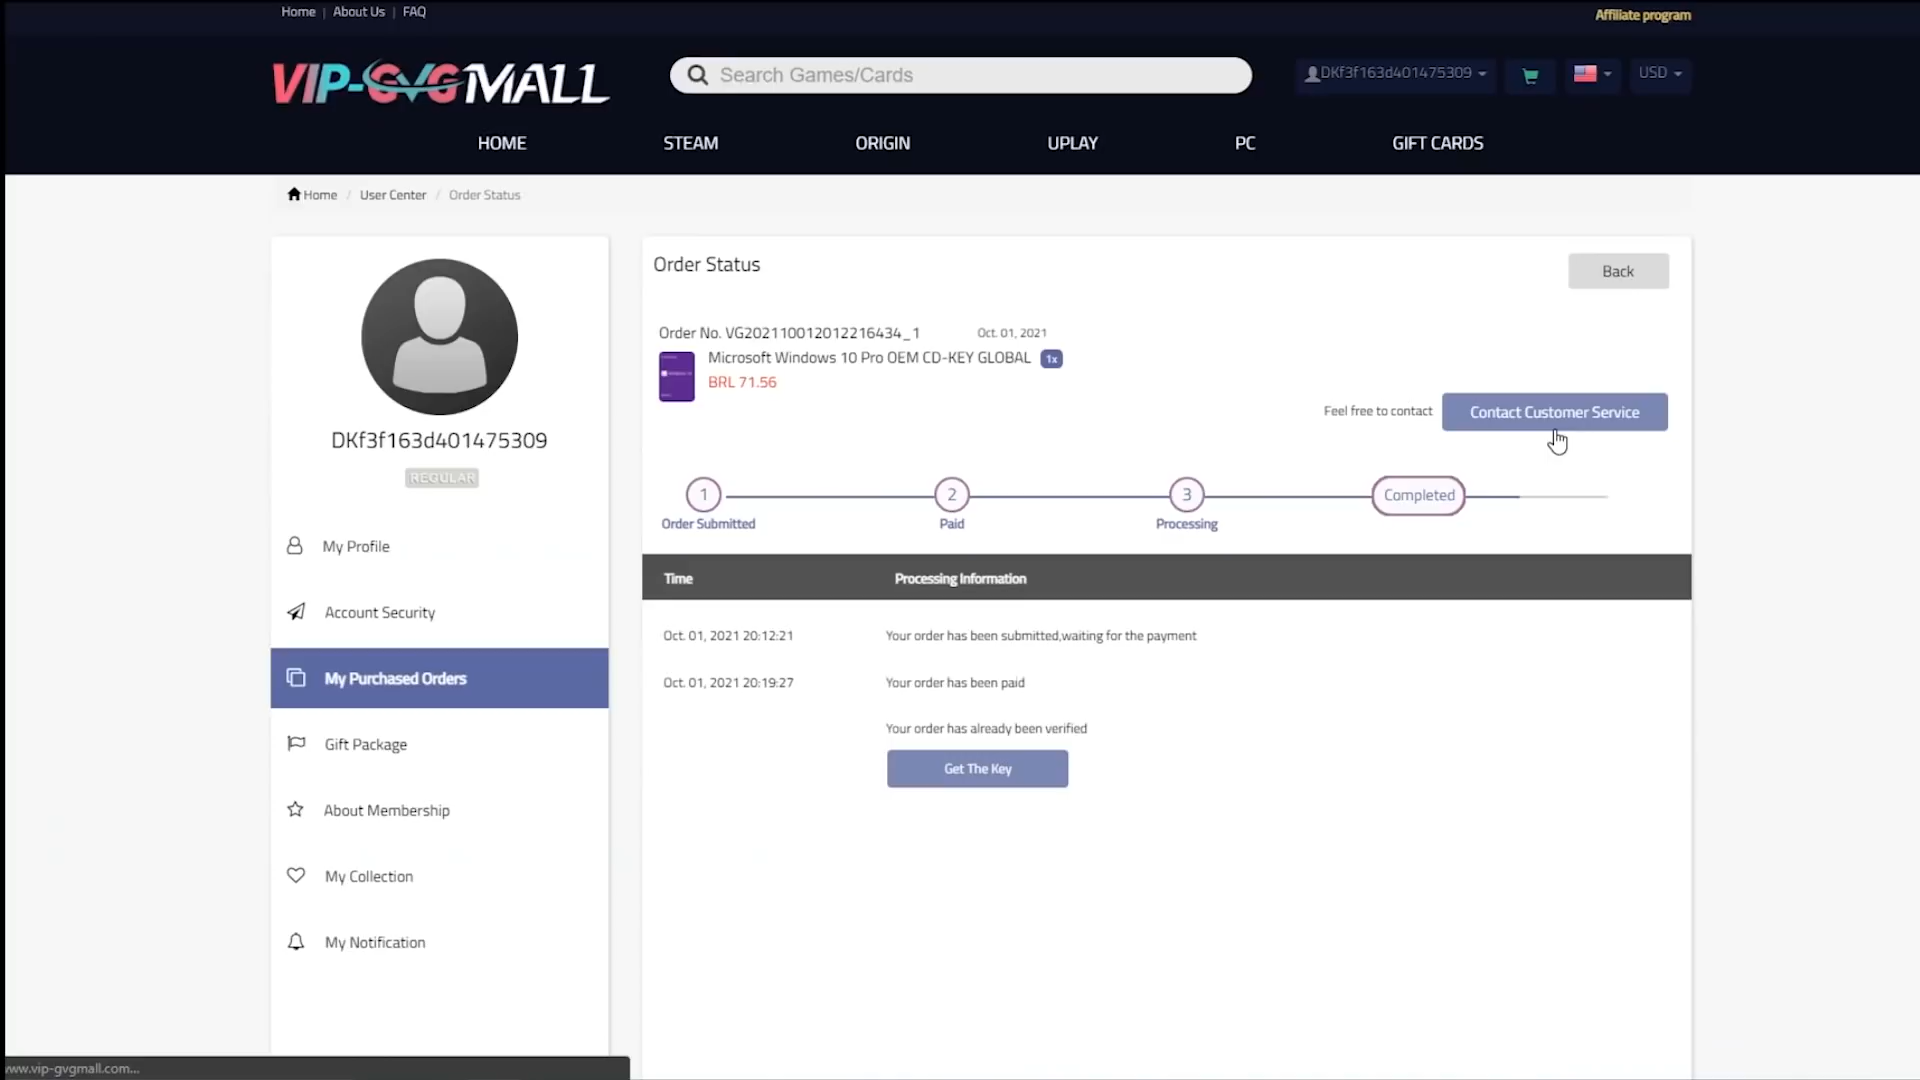 Home | About Us | FAQ
Affiliate program
VIP-GVGMALL
Search Games/Cards
DKf3f163d401475309
USD
HOME
STEAM
ORIGIN
UPLAY
PC
GIFT CARDS
Home / User Center / Order Status
DKf3f163d401475309
REGULAR
My Profile
Account Security
My Purchased Orders
Gift Package
About Membership
My Collection
My Notification
Order Status
Back
Order No. VG202110012012216434_1
Oct. 01, 2021
Microsoft Windows 10 Pro OEM CD-KEY GLOBAL
1x
BRL 71.56
Feel free to contact
Contact Customer Service
1
2
3
Completed
Order Submitted
Paid
Processing
Time
Processing Information
Oct. 01, 2021 20:12:21
Your order has been submitted,waiting for the payment
Oct. 01, 2021 20:19:27
Your order has been paid
Your order has already been verified
Get The Key
www.vip-gvgmall.com...